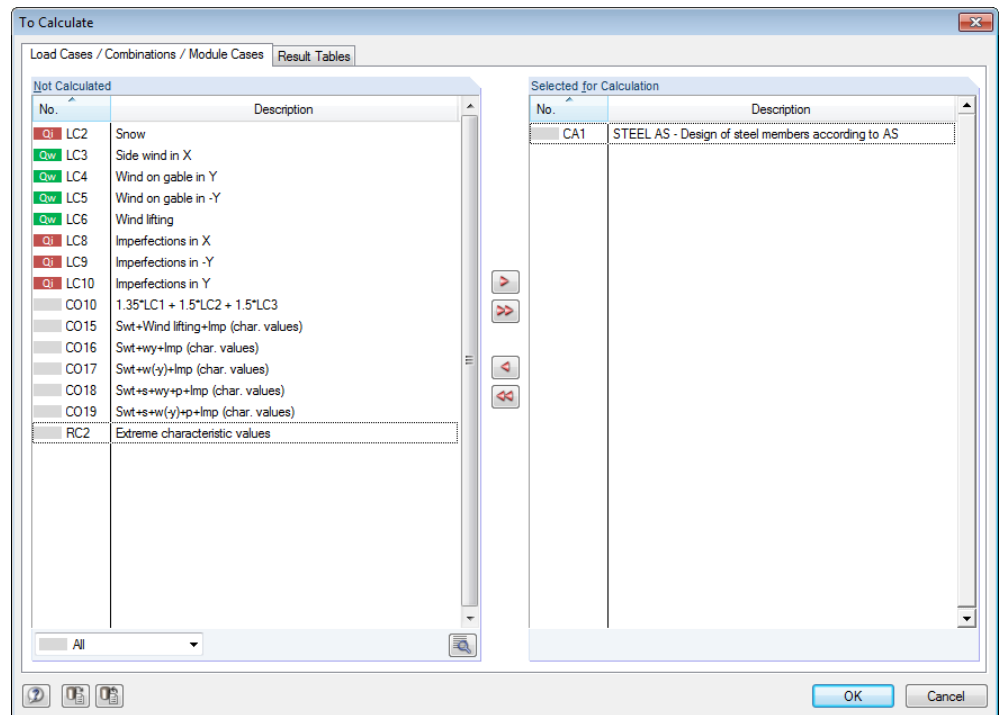 To Calculate
Load Cases / Combinations / Module Cases
Result Tables
Not Calculated
No. Description
Qi LC2 Snow
Qw LC3 Side wind in X
Qw LC4 Wind on gable in Y
Qw LC5 Wind on gable in -Y
Qw LC6 Wind lifting
Qi LC8 Imperfections in X
Qi LC9 Imperfections in -Y
Qi LC10 Imperfections in Y
CO10 1.35*LC1 + 1.5*LC2 + 1.5*LC3
CO15 Swt+Wind lifting+Imp (char. values)
CO16 Swt+wy+Imp (char. values)
CO17 Swt+w(-y)+Imp (char. values)
CO18 Swt+s+wy+p+Imp (char. values)
CO19 Swt+s+w(-y)+p+Imp (char. values)
RC2 Extreme characteristic values
All
Selected for Calculation
No. Description
CA1 STEEL AS - Design of steel members according to AS
OK
Cancel